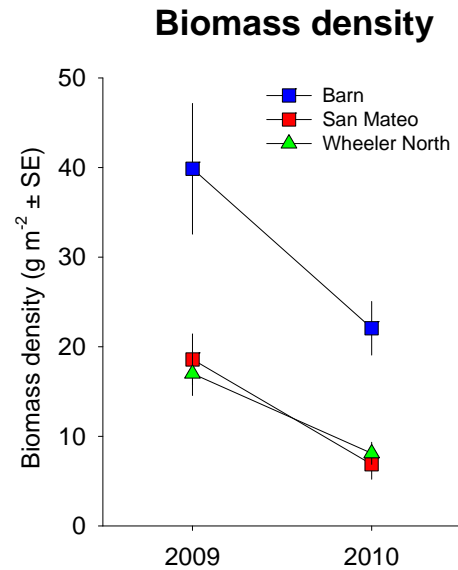 Biomass density
Barn
San Mateo
Wheeler North
Biomass density (g m⁻² ± SE)
50
40
30
20
10
0
2009 2010